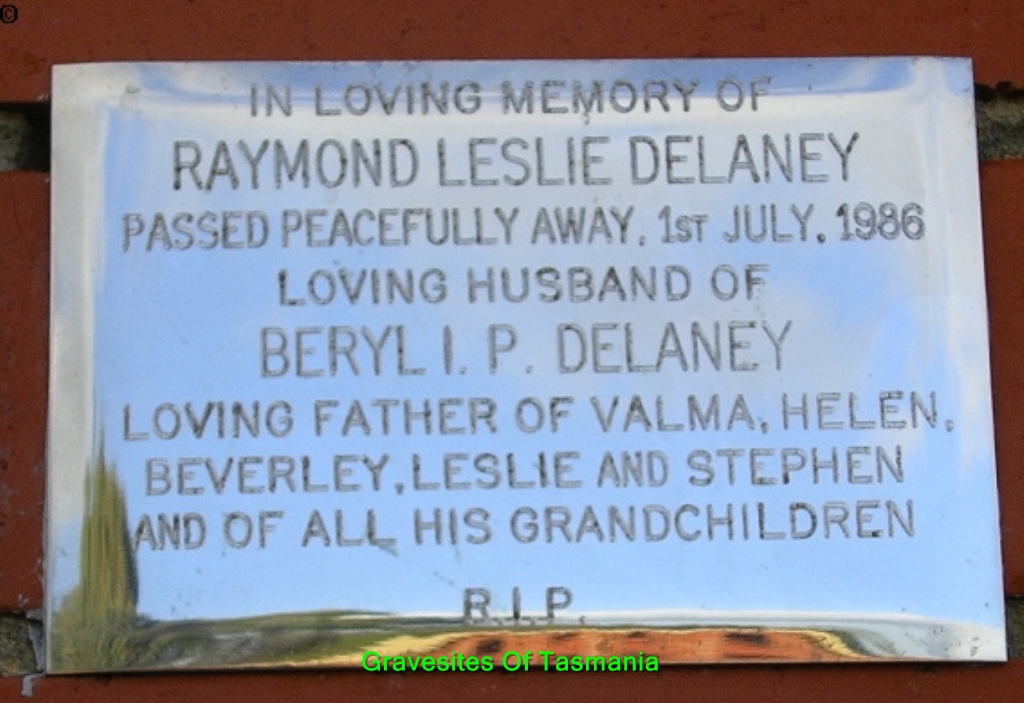 ©
IN LOVING MEMORY OF
RAYMOND LESLIE DELANEY
PASSED PEACEFULLY AWAY, 1ST JULY, 1986
LOVING HUSBAND OF
BERYL I. P. DELANEY
LOVING FATHER OF VALMA, HELEN,
BEVERLEY, LESLIE AND STEPHEN
AND OF ALL HIS GRANDCHILDREN
R.I.P.
Gravesites Of Tasmania